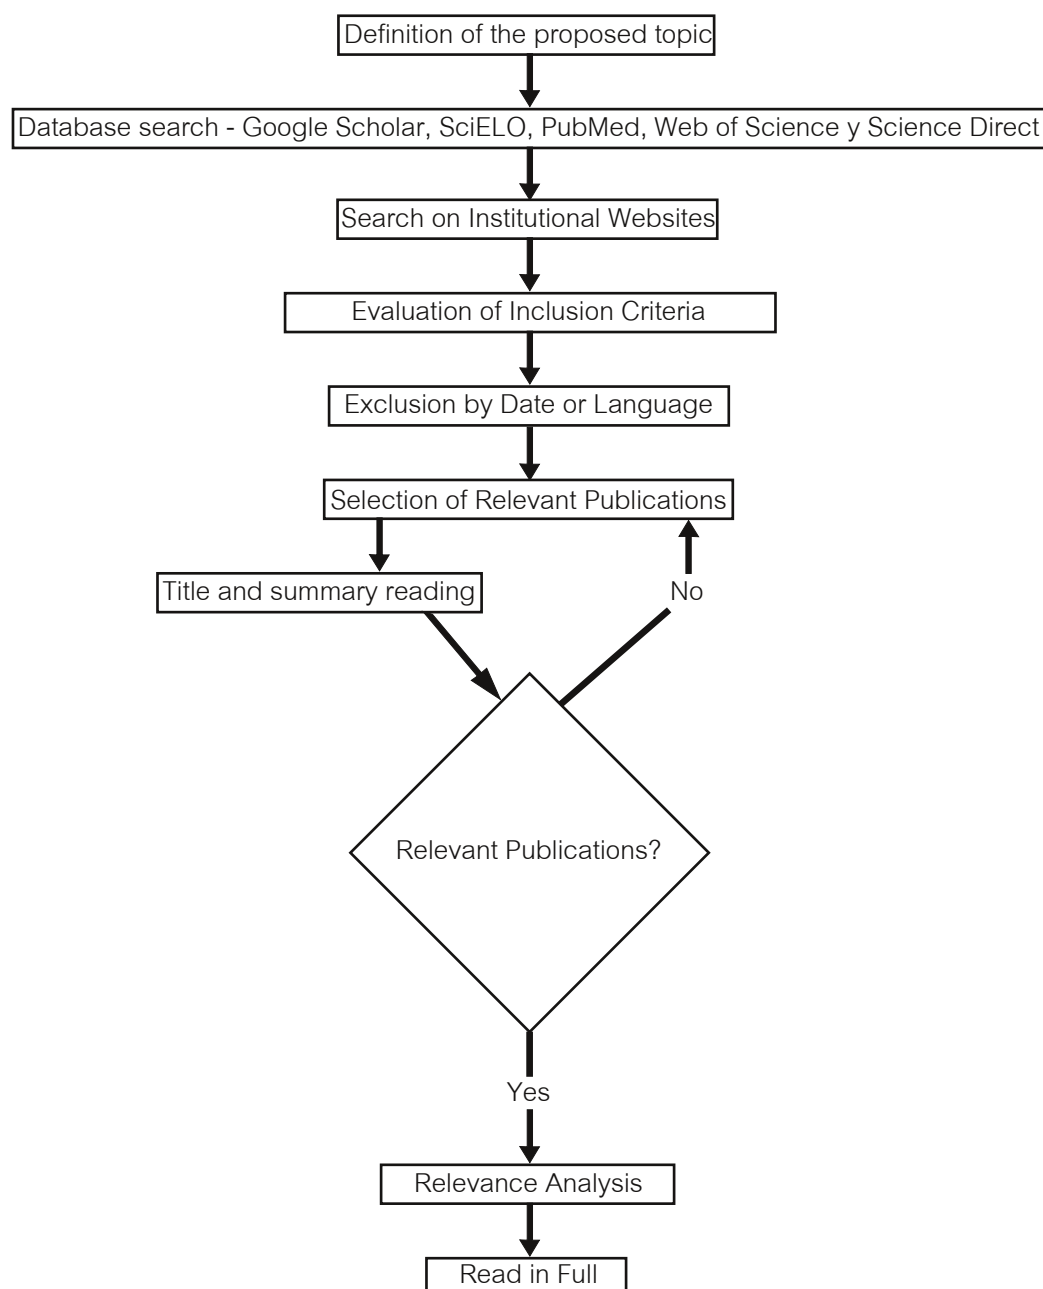 Definition of the proposed topic
Database search - Google Scholar, SciELO, PubMed, Web of Science y Science Direct
Search on Institutional Websites
Evaluation of Inclusion Criteria
Exclusion by Date or Language
Selection of Relevant Publications
Title and summary reading
No
Relevant Publications?
Yes
Relevance Analysis
Read in Full